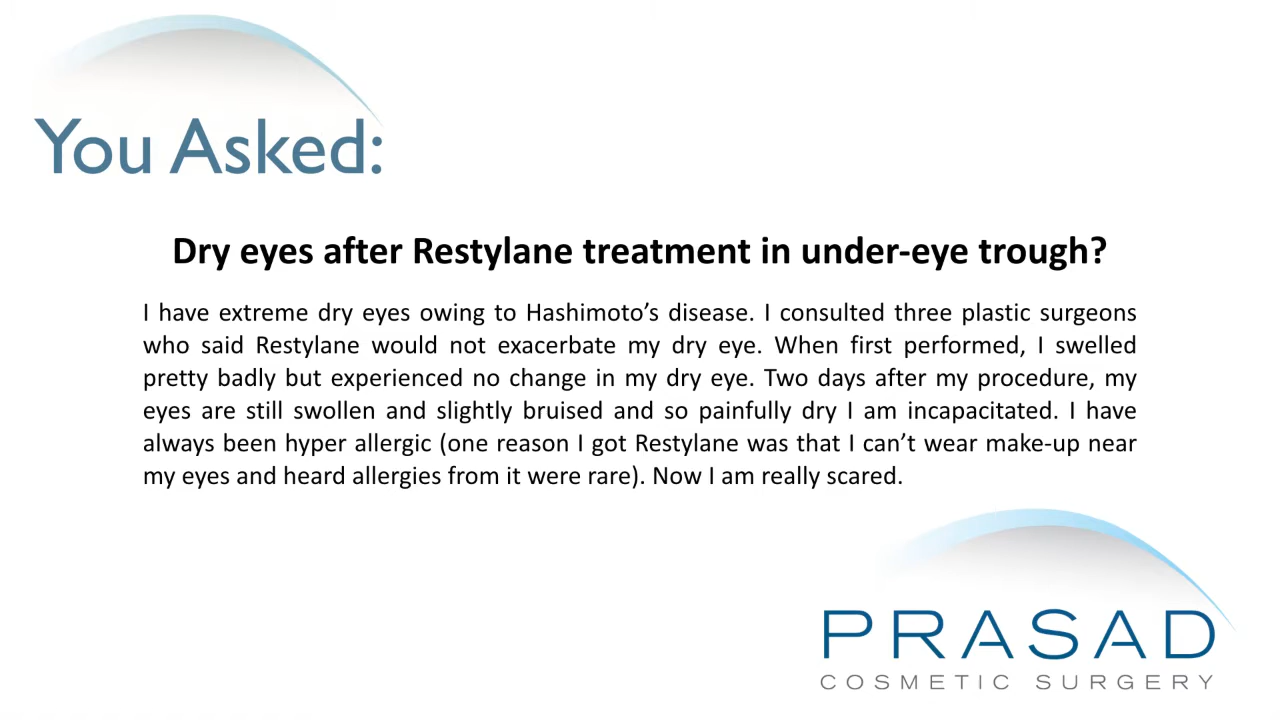 You Asked:
Dry eyes after Restylane treatment in under-eye trough?
I have extreme dry eyes owing to Hashimoto’s disease. I consulted three plastic surgeons
who said Restylane would not exacerbate my dry eye. When first performed, I swelled
pretty badly but experienced no change in my dry eye. Two days after my procedure, my
eyes are still swollen and slightly bruised and so painfully dry I am incapacitated. I have
always been hyper allergic (one reason I got Restylane was that I can’t wear make-up near
my eyes and heard allergies from it were rare). Now I am really scared.
PRASAD
COSMETIC SURGERY